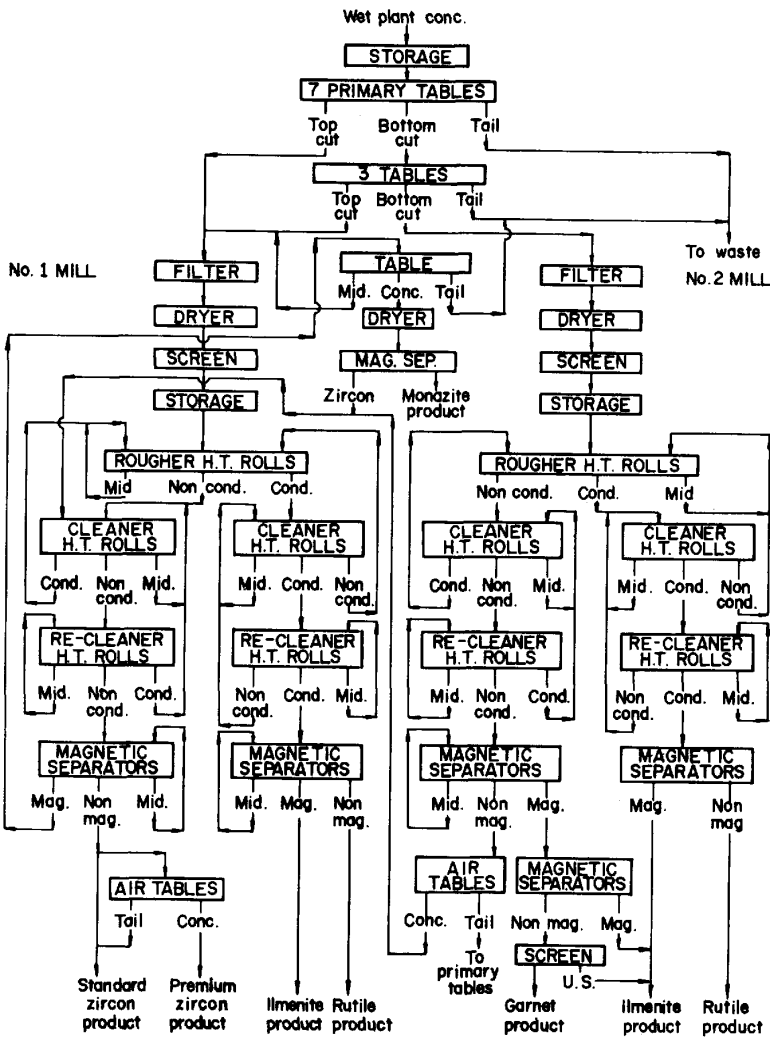 Wet plant conc.
STORAGE
7 PRIMARY TABLES
Top cut
Bottom cut
Tail
3 TABLES
Top cut
Bottom cut
Tail
To waste
No. 1 MILL
No. 2 MILL
FILTER
TABLE
FILTER
Mid. Conc. Tail
DRYER
DRYER
DRYER
SCREEN
MAG. SEP.
SCREEN
Zircon
Monazite product
STORAGE
STORAGE
ROUGHER H.T. ROLLS
Mid Non cond. Cond.
ROUGHER H.T. ROLLS
Non cond. Cond. Mid
CLEANER
H.T. ROLLS
Cond. Non cond. Mid.
CLEANER
H.T. ROLLS
Mid. Cond. Non cond.
CLEANER
H.T. ROLLS
Cond. Non cond. Mid.
CLEANER
H.T. ROLLS
Mid. Cond. Non cond.
RE-CLEANER
H.T. ROLLS
Mid. Non cond. Cond.
RE-CLEANER
H.T. ROLLS
Non cond. Cond. Mid.
RE-CLEANER
H.T. ROLLS
Mid. Non cond. Cond.
RE-CLEANER
H.T. ROLLS
Non cond. Cond. Mid.
MAGNETIC
SEPARATORS
Mag. Non mag. Mid.
MAGNETIC
SEPARATORS
Mid. Mag. Non mag.
MAGNETIC
SEPARATORS
Mid. Non mag. Mag.
MAGNETIC
SEPARATORS
Mag. Non mag
AIR TABLES
Tail Conc.
AIR
TABLES
Conc. Tail
To
primary
tables
MAGNETIC
SEPARATORS
Non mag. Mag.
SCREEN
U.S.
Standard
zircon
product
Premium
zircon
product
Ilmenite
product
Rutile
product
Garnet
product
Ilmenite
product
Rutile
product